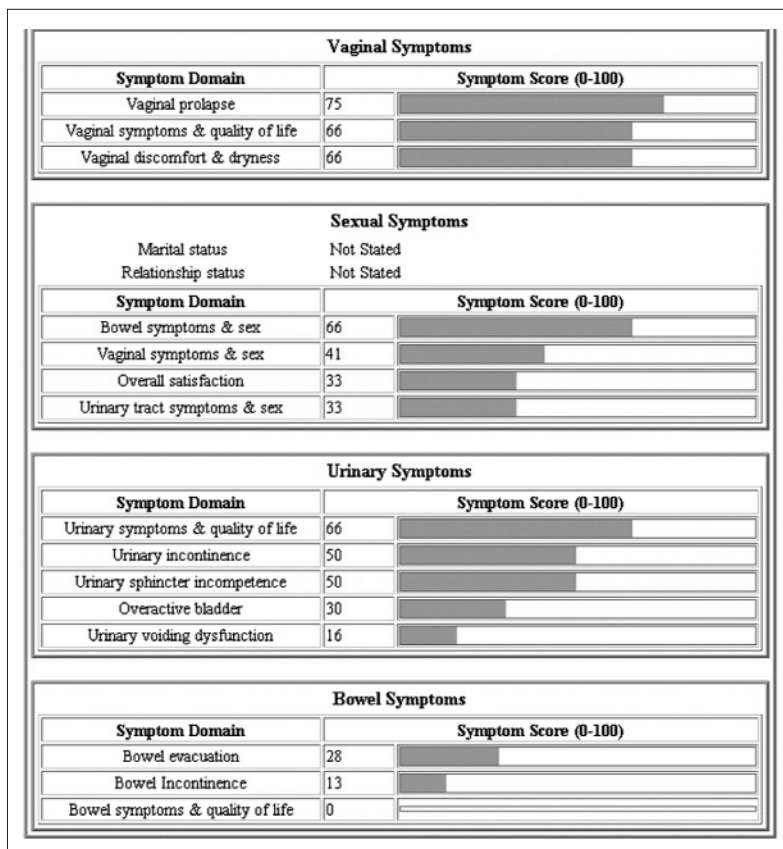 Vaginal Symptoms
Symptom Domain Symptom Score (0-100)
Vaginal prolapse 75
Vaginal symptoms & quality of life 66
Vaginal discomfort & dryness 66
Sexual Symptoms
Marital status Not Stated
Relationship status Not Stated
Symptom Domain Symptom Score (0-100)
Bowel symptoms & sex 66
Vaginal symptoms & sex 41
Overall satisfaction 33
Urinary tract symptoms & sex 33
Urinary Symptoms
Symptom Domain Symptom Score (0-100)
Urinary symptoms & quality of life 66
Urinary incontinence 50
Urinary sphincter incompetence 50
Overactive bladder 30
Urinary voiding dysfunction 16
Bowel Symptoms
Symptom Domain Symptom Score (0-100)
Bowel evacuation 28
Bowel Incontinence 13
Bowel symptoms & quality of life 0